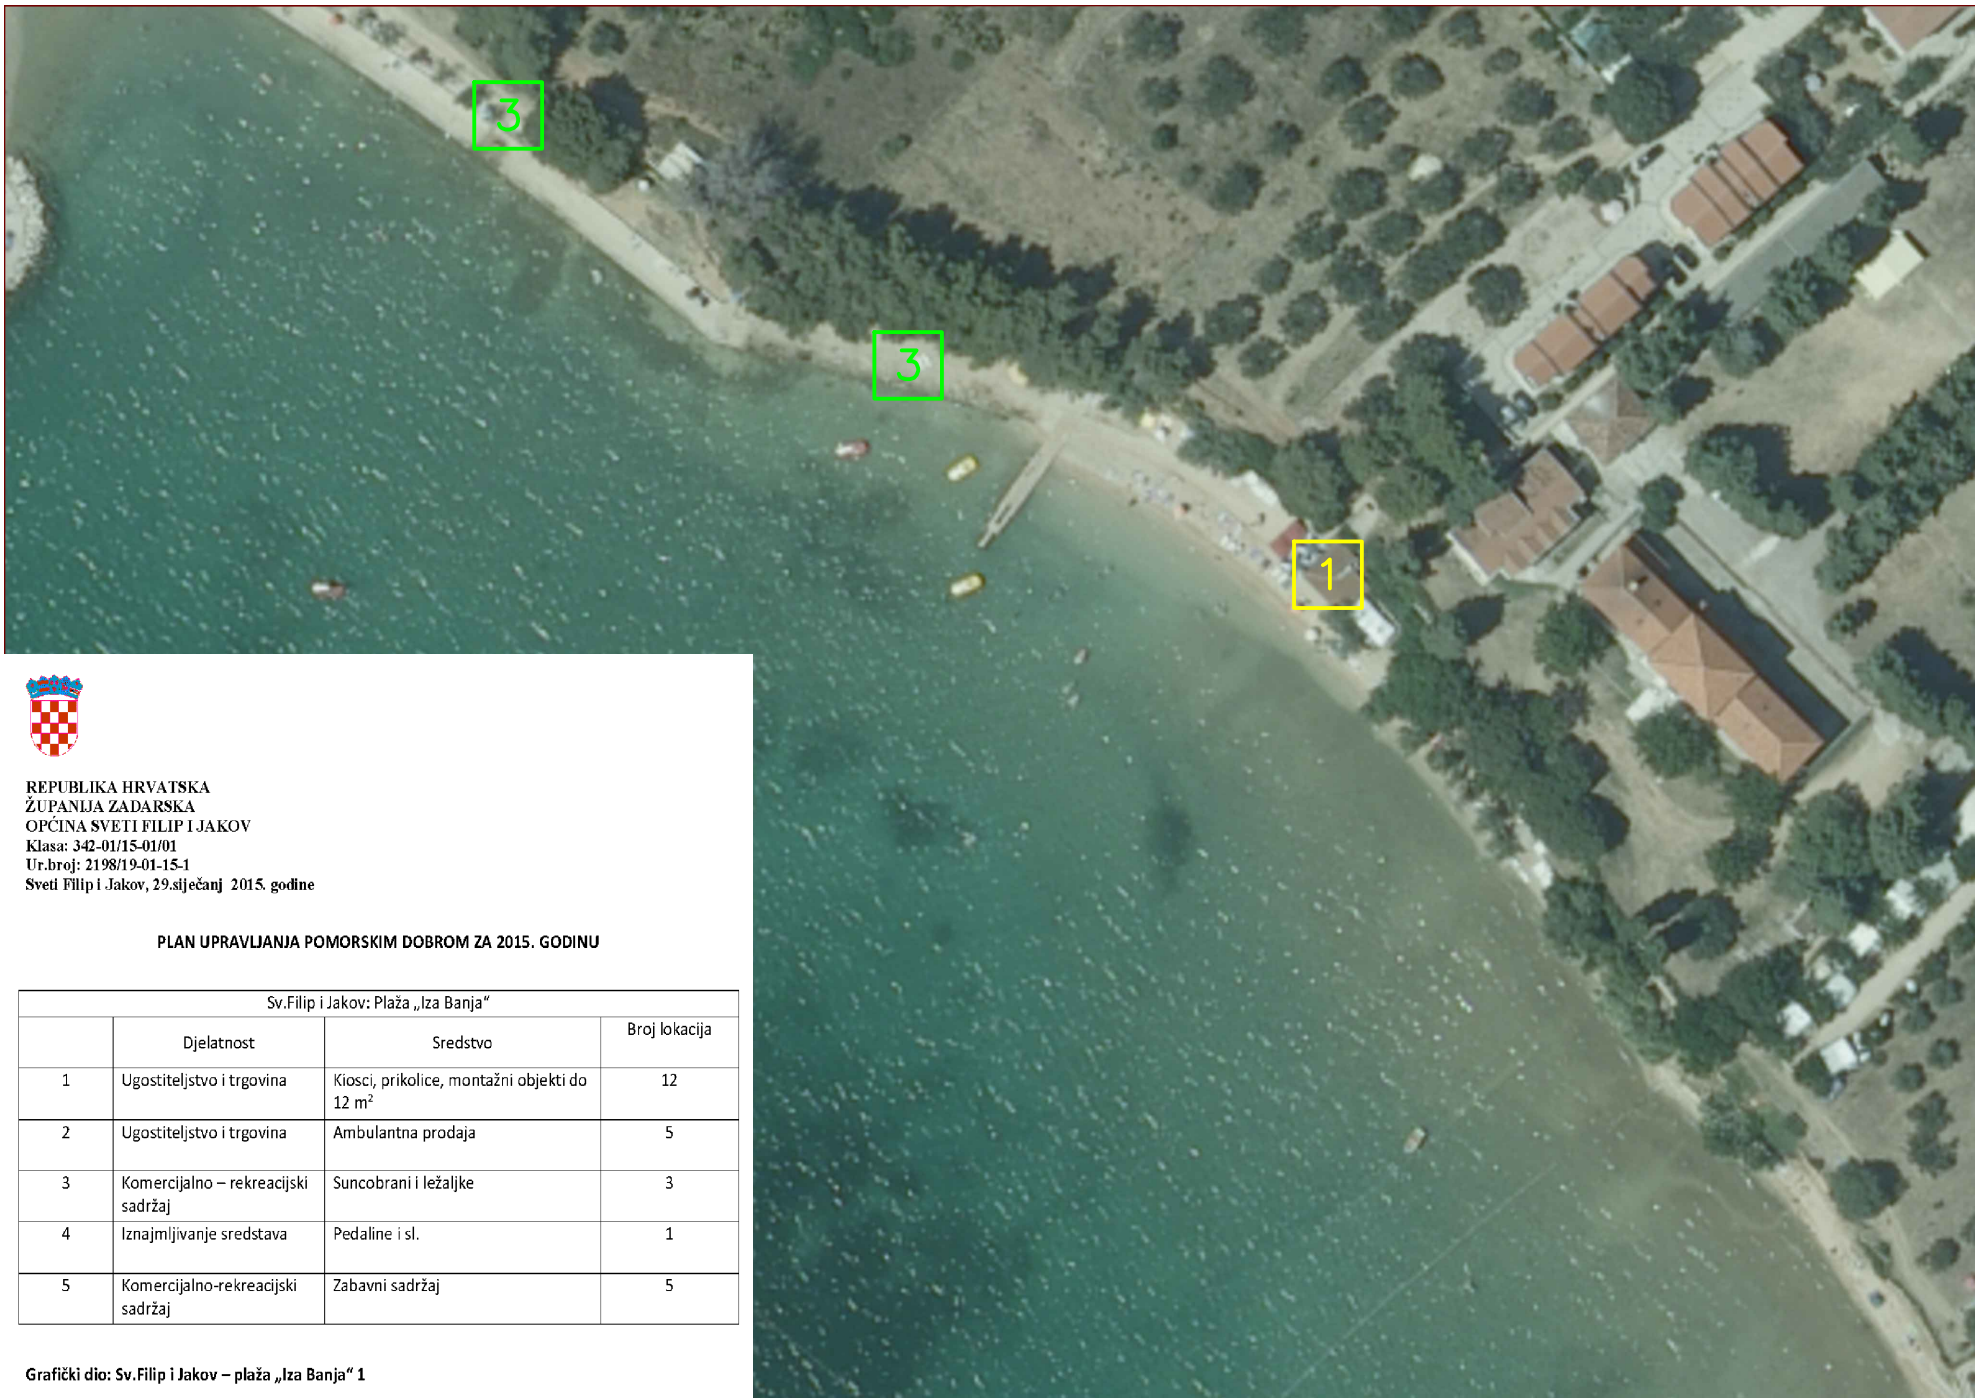 3
3
1
REPUBLIKA HRVATSKA
ŽUPANIJA ZADARSKA
OPĆINA SVETI FILIP I JAKOV
Klasa: 342-01/15-01/01
Ur.broj: 2198/19-01-15-1
Sveti Filip i Jakov, 29.siječanj 2015. godine
PLAN UPRAVLJANJA POMORSKIM DOBROM ZA 2015. GODINU
Sv.Filip i Jakov: Plaža „Iza Banja“
Djelatnost Sredstvo Broj lokacija
1 Ugostiteljstvo i trgovina Kiosci, prikolice, montažni objekti do 12
12 m²
2 Ugostiteljstvo i trgovina Ambulantna prodaja 5
3 Komercijalno – rekreacijski Suncobrani i ležaljke 3
sadržaj
4 Iznajmljivanje sredstava Pedaline i sl. 1
5 Komercijalno-rekreacijski Zabavni sadržaj 5
sadržaj
Grafički dio: Sv.Filip i Jakov – plaža „Iza Banja“ 1